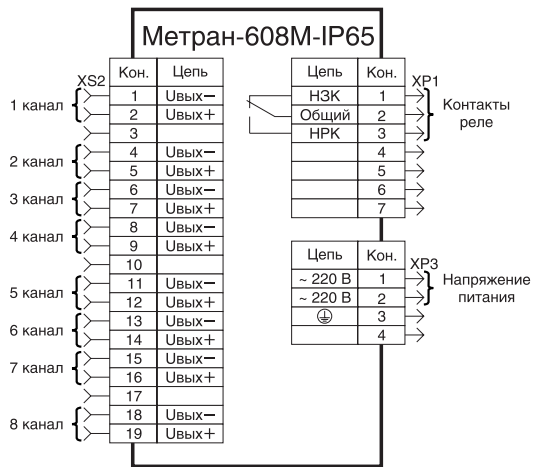 Метран-608М-IP65
XS2
Кон. Цепь
1 канал
1 Uвых−
2 Uвых+
3
2 канал
4 Uвых−
5 Uвых+
3 канал
6 Uвых−
7 Uвых+
4 канал
8 Uвых−
9 Uвых+
10
5 канал
11 Uвых−
12 Uвых+
6 канал
13 Uвых−
14 Uвых+
7 канал
15 Uвых−
16 Uвых+
17
8 канал
18 Uвых−
19 Uвых+
Цепь Кон.
XP1
НЗК 1
Общий 2
НРК 3
4
5
6
7
Контакты
реле
Цепь Кон.
XP3
~ 220 В 1
~ 220 В 2
3
4
Напряжение
питания